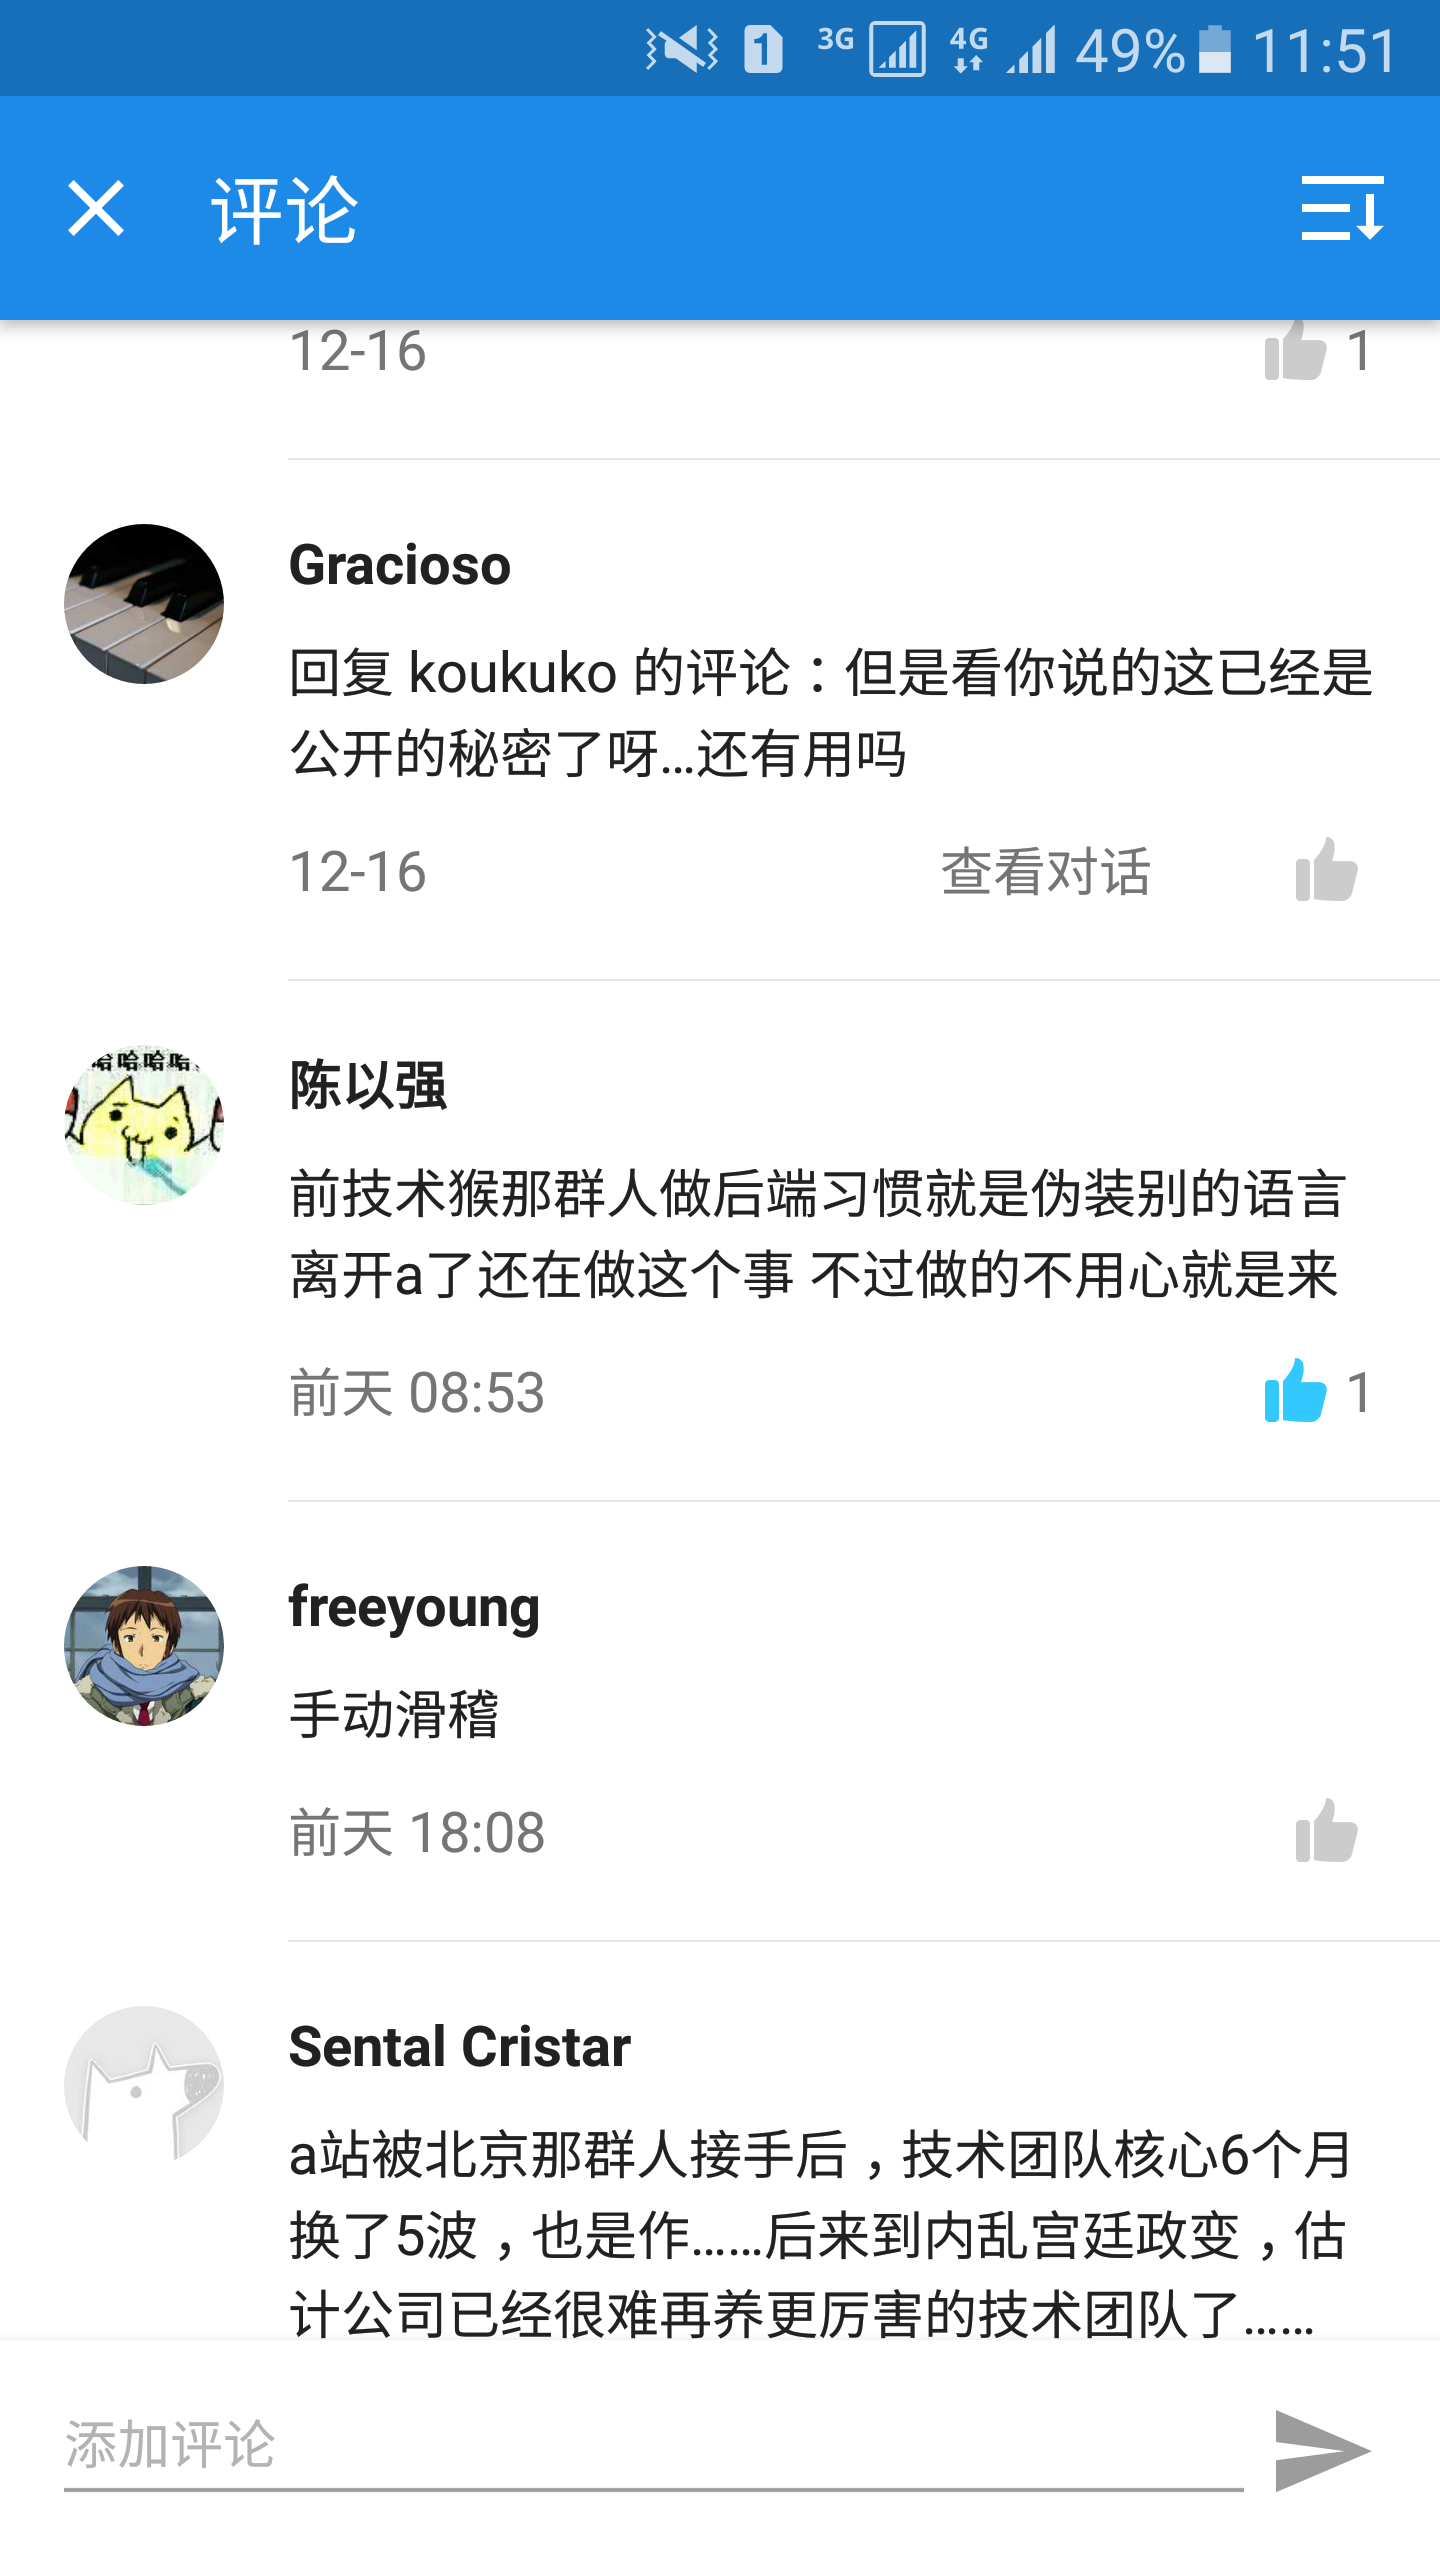 3G 4G 49% 11:51
评论
12-16 1
Gracioso
回复 koukuko 的评论：但是看你说的这已经是
公开的秘密了呀...还有用吗
12-16 查看对话
哈哈哈哈
陈以强
前技术猴那群人做后端习惯就是伪装别的语言
离开a了还在做这个事 不过做的不用心就是来
前天 08:53 1
freeyoung
手动滑稽
前天 18:08
Sental Cristar
a站被北京那群人接手后，技术团队核心6个月
换了5波，也是作......后来到内乱宫廷政变，估
计公司已经很难再养更厉害的技术团队了......
添加评论